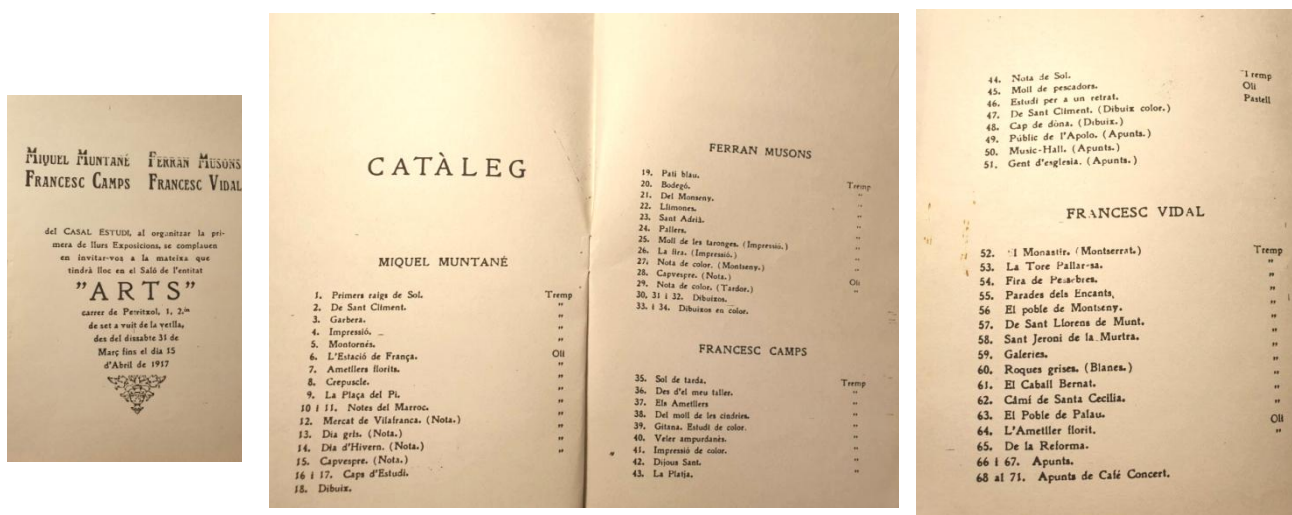 MIQUEL MUNTANÉ FERRAN MUSONS
FRANCESC CAMPS FRANCESC VIDAL
del CASAL ESTUDI, al organitzar la pri-
mera de llurs Exposicions, se complauen
en invitar-vos a la mateixa que
tindrà lloc en el Saló de l'entitat
"ARTS"
carrer de Petritxol, 1, 2.ⁿ
de set a vuit de la vetlla,
des del dissabte 31 de
Març fins el dia 15
d'Abril de 1917
CATÀLEG
MIQUEL MUNTANÉ
1. Primers raigs de Sol. Tremp
2. De Sant Climent. "
3. Garbera. "
4. Impressió. "
5. Montornés. "
6. L'Estació de França. Oli
7. Ametllers florits. "
8. Crepuscle. "
9. La Plaça del Pi. "
10 i 11. Notes del Marroc. "
12. Mercat de Vilafranca. (Nota.) "
13. Dia gris. (Nota.) "
14. Dia d'Hivern. (Nota.) "
15. Capvespre. (Nota.) "
16 i 17. Caps d'Estudi.
18. Dibuix.
FERRAN MUSONS
19. Pati blau.
20. Bodegó. Tremp
21. Del Monseny. "
22. Llimones. "
23. Sant Adrià. "
24. Pallers. "
25. Moll de les taronges. (Impressió.) "
26. La fira. (Impressió.) "
27. Nota de color. (Montseny.) "
28. Capvespre. (Nota.) "
29. Nota de color. (Tardor.) Oli
30, 31 i 32. Dibuixos. "
33. i 34. Dibuixos en color.
FRANCESC CAMPS
35. Sol de tarda. Tremp
36. Des d'el meu taller. "
37. Els Ametllers "
38. Del moll de les cindries. "
39. Gitana. Estudi de color. "
40. Veler ampurdanès. "
41. Impressió de color. "
42. Dijous Sant. "
43. La Platja. "
44. Nota de Sol. Tremp
45. Moll de pescadors. Oli
46. Estudi per a un retrat. Pastell
47. De Sant Climent. (Dibuix color.)
48. Cap de dòna. (Dibuix.)
49. Públic de l'Apolo. (Apunts.)
50. Music-Hall. (Apunts.)
51. Gent d'esglesia. (Apunts.)
FRANCESC VIDAL
52. El Monastir. (Montserrat.) Tremp
53. La Tore Pallar-sa. "
54. Fira de Pessebres. "
55. Parades dels Encants, "
56 El poble de Montseny. "
57. De Sant Llorens de Munt. "
58. Sant Jeroni de la Murtra. "
59. Galeries. "
60. Roques grises. (Blanes.) "
61. El Caball Bernat. "
62. Câmí de Santa Cecilia. "
63. El Poble de Palau. Oli
64. L'Ametller florit. "
65. De la Reforma.
66 i 67. Apunts.
68 al 71. Apunts de Café Concert.